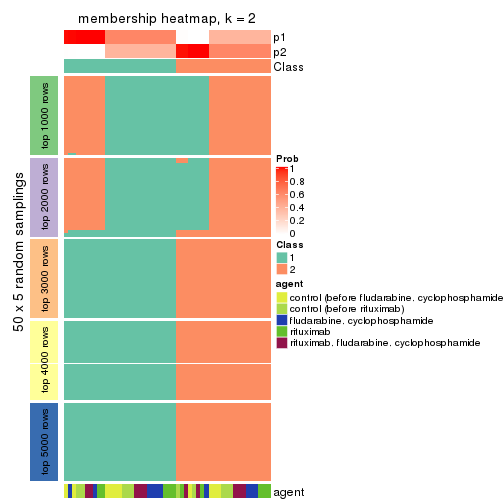 membership heatmap, k = 2
p1
p2
Class
50 x 5 random samplings
top 1000 rows
top 2000 rows
top 3000 rows
top 4000 rows
top 5000 rows
Prob
1
0.8
0.6
0.4
0.2
0
Class
1
2
agent
control (before fludarabine. cyclophosphamide
control (before rituximab)
fludarabine. cyclophosphamide
rituximab
rituximab. fludarabine. cyclophosphamide
agent